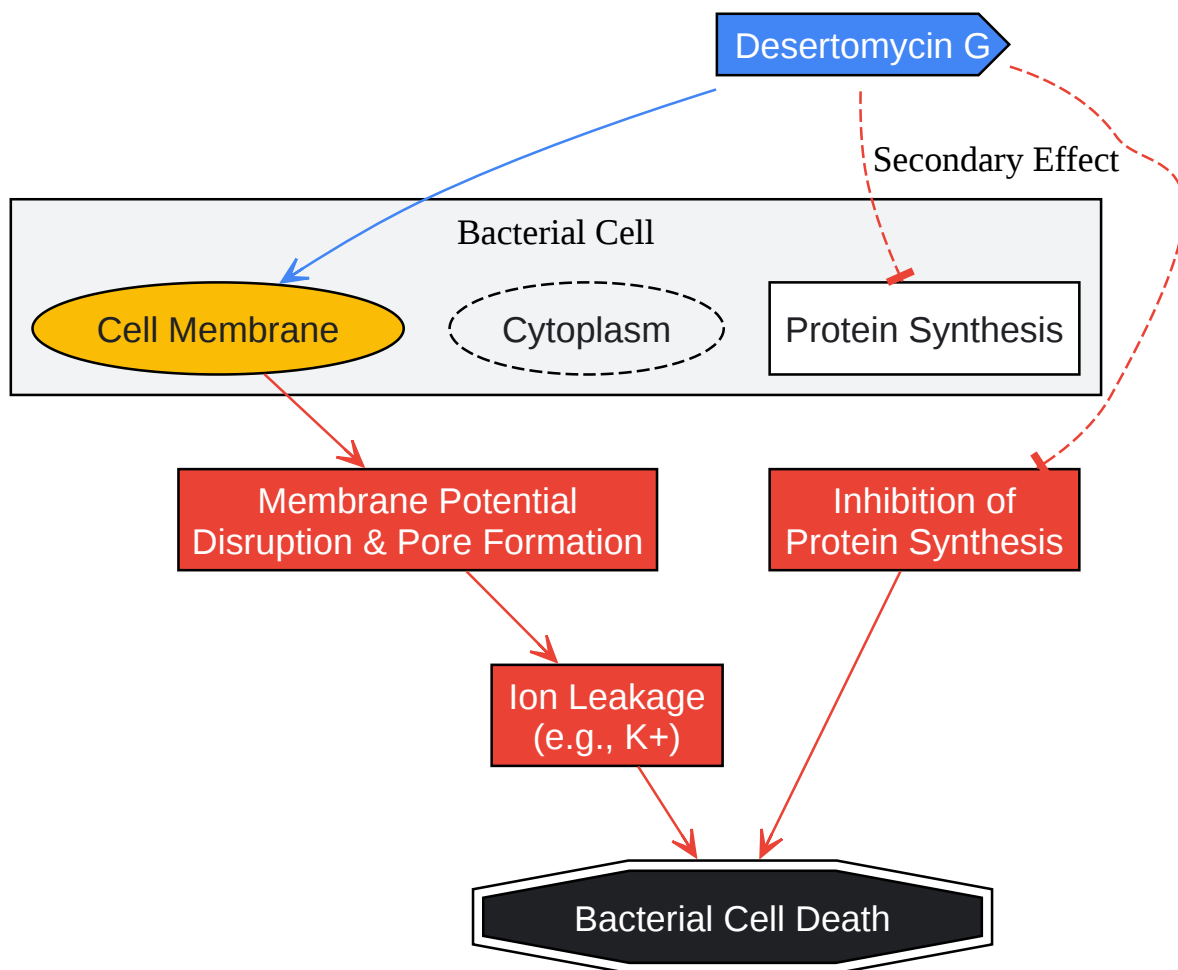 Desertomycin G
Secondary Effect
Bacterial Cell
Cell Membrane
Cytoplasm
Protein Synthesis
Membrane Potential
Disruption & Pore Formation
Inhibition of
Protein Synthesis
Ion Leakage
(e.g., K+)
Bacterial Cell Death